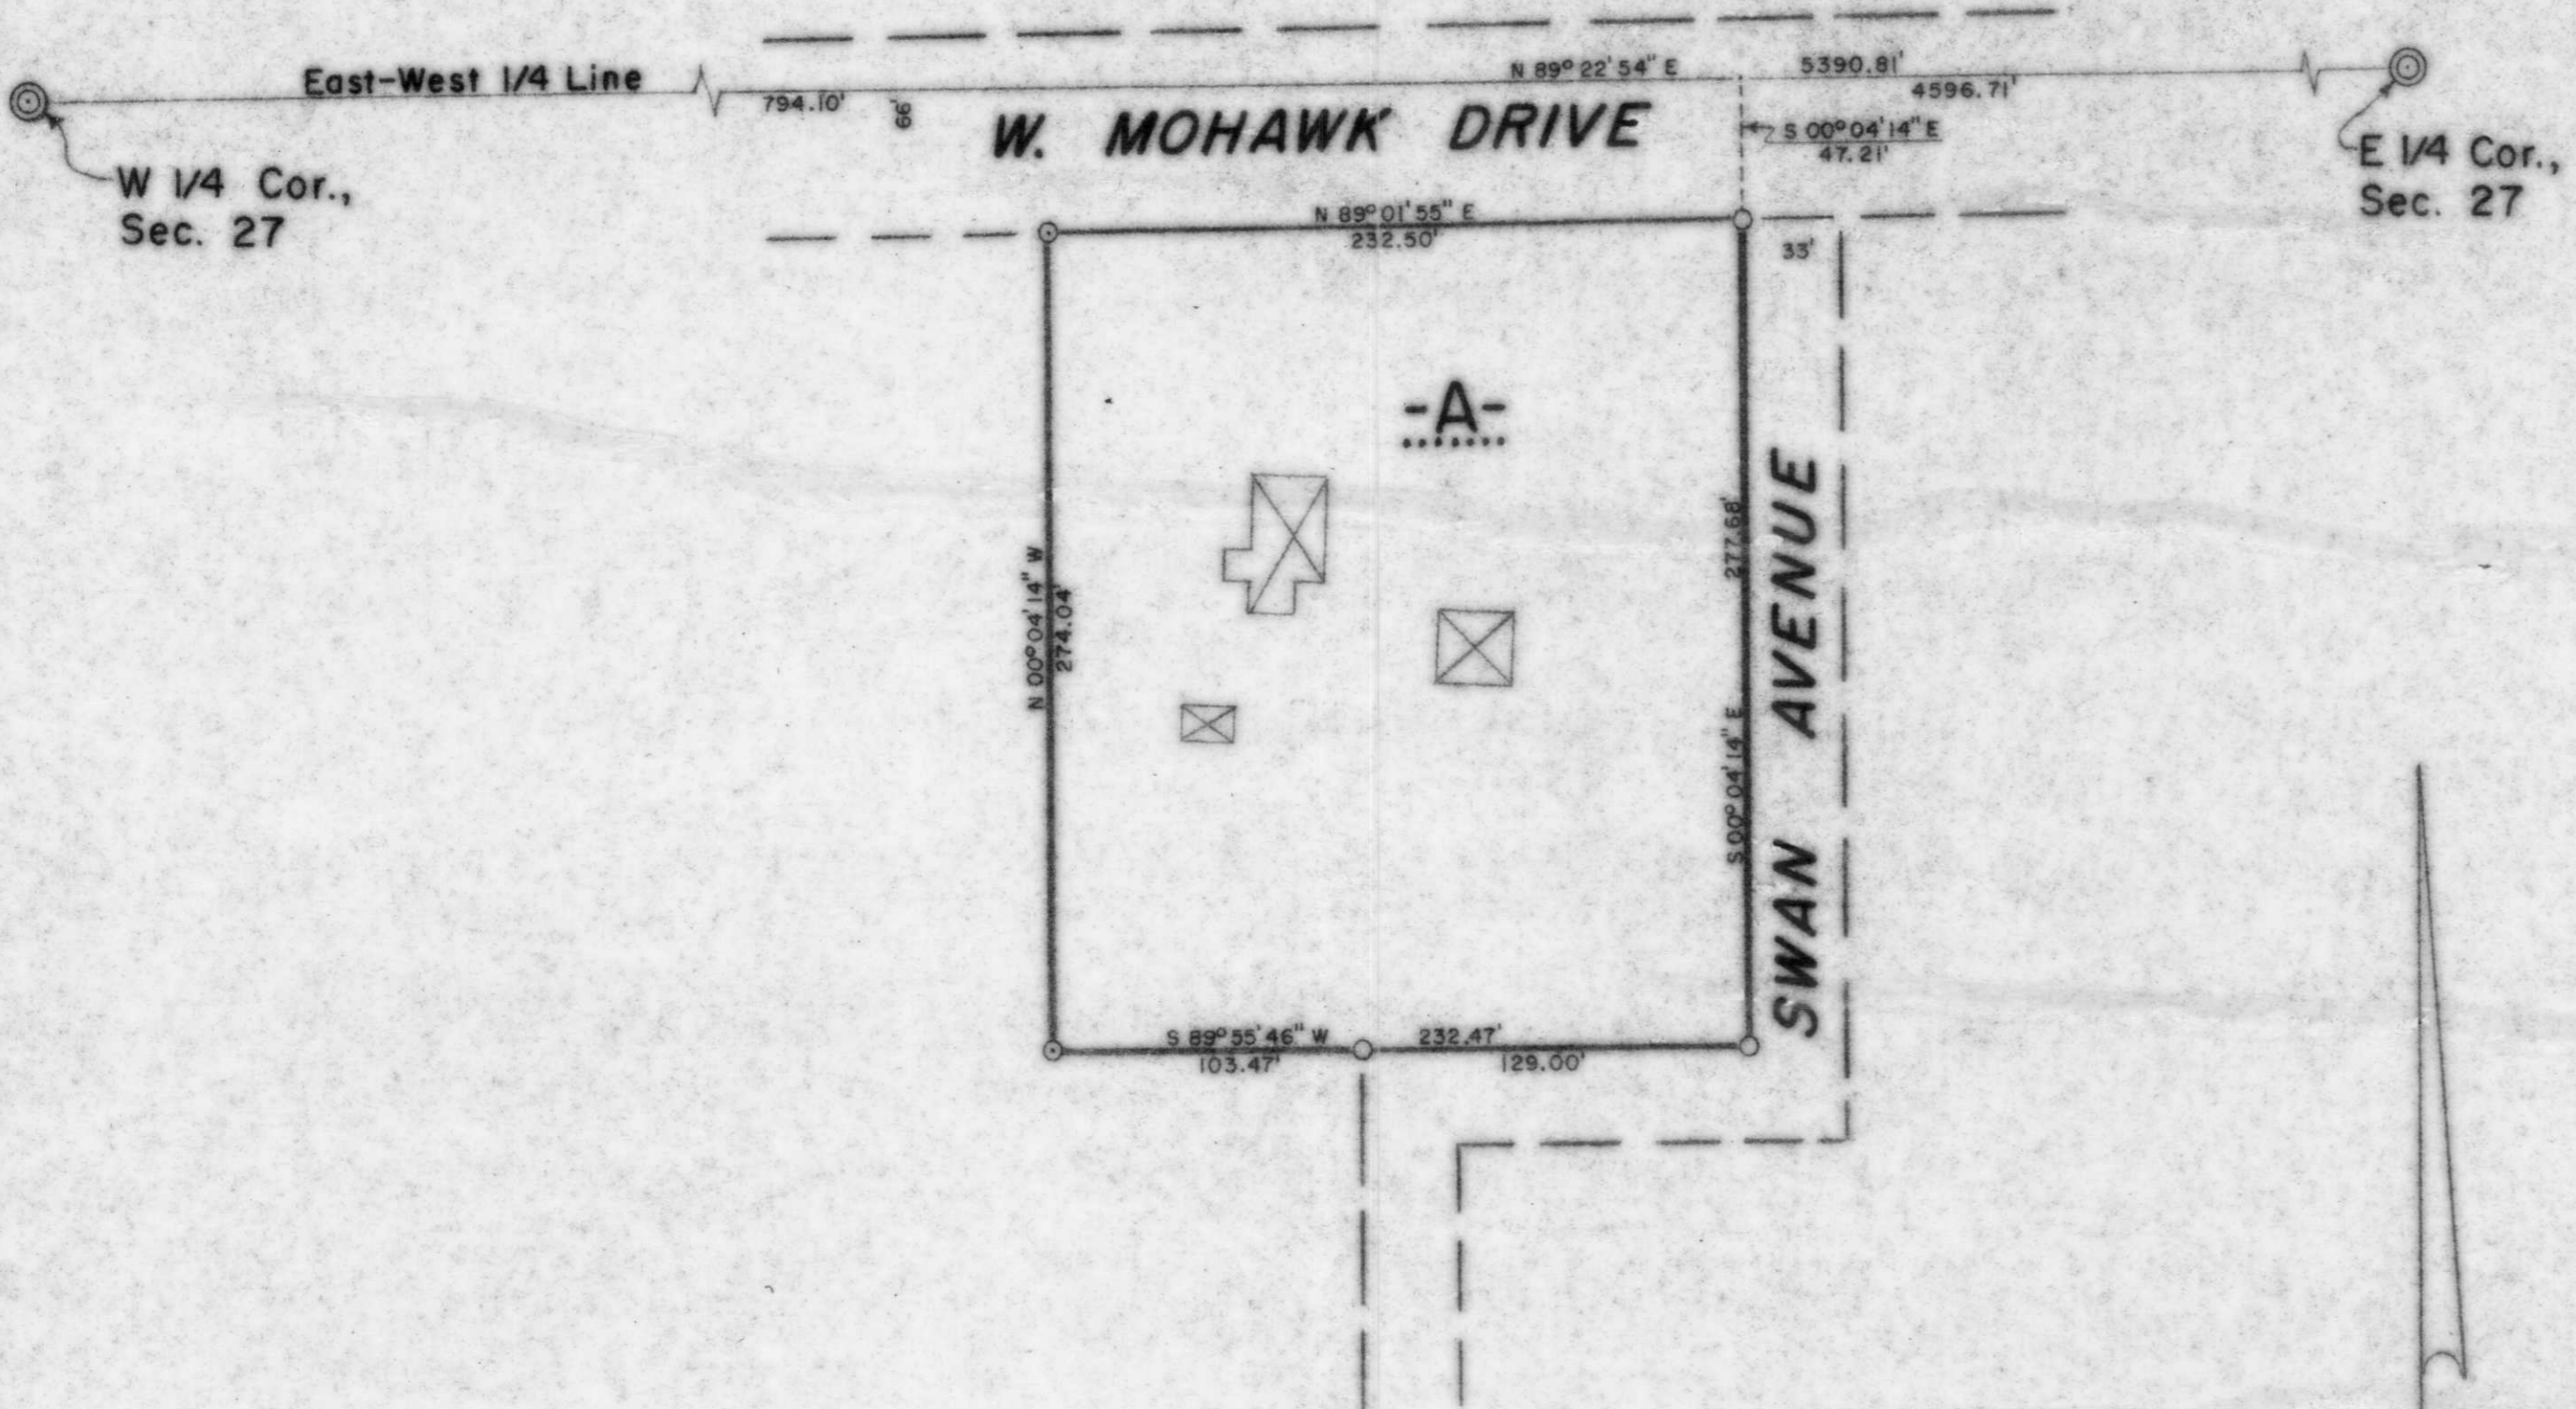 East-West 1/4 Line
N 89° 22' 54" E
5390.81'
794.10'
66'
4596.71'
W. MOHAWK DRIVE
S 00° 04' 14" E
47.21'
W 1/4 Cor.,
Sec. 27
E 1/4 Cor.,
Sec. 27
N 89° 01' 55" E
232.50'
33'
-A-
N 00° 04' 14" W
274.04'
277.68'
S 00° 04' 14" E
SWAN AVENUE
S 89° 55' 46" W
232.47'
103.47'
129.00'